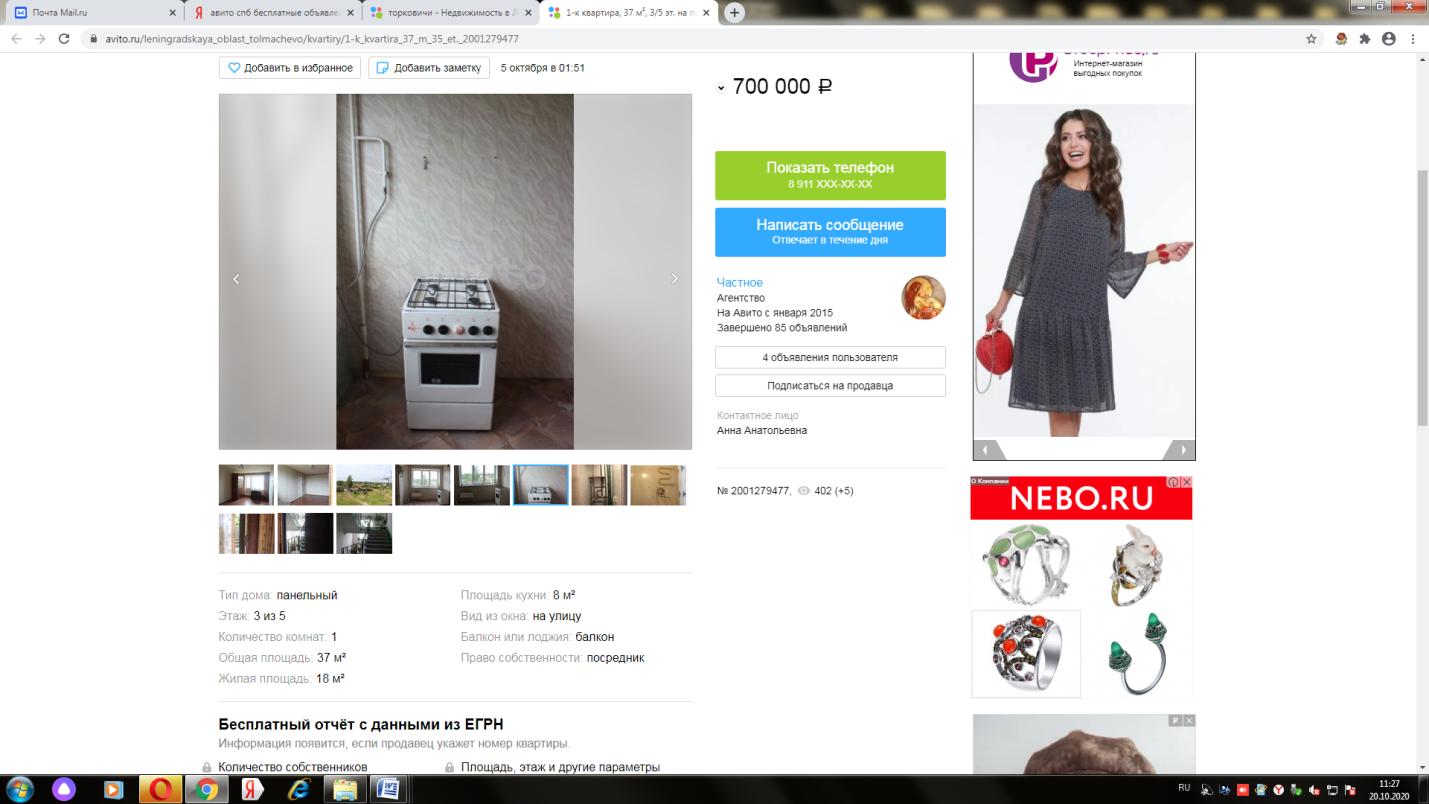 Почта Mail.ru
авито спб бесплатные объявле
торковичи - Недвижимость в Л
1-к квартира, 37 м², 3/5 эт. на п
avito.ru/leningradskaya_oblast_tolmachevo/kvartiry/1-k_kvartira_37_m_35_et._2001279477
Добавить в избранное
Добавить заметку
5 октября в 01:51
700 000 ₽
Показать телефон
8 911 XXX-XX-XX
Написать сообщение
Отвечает в течение дня
Частное
Агентство
На Авито с января 2015
Завершено 85 объявлений
4 объявления пользователя
Подписаться на продавца
Контактное лицо
Анна Анатольевна
№ 2001279477, 402 (+5)
Интернет-магазин
выгодных покупок
О Компании
NEBO.RU
Тип дома: панельный
Этаж: 3 из 5
Количество комнат: 1
Общая площадь: 37 м²
Жилая площадь: 18 м²
Площадь кухни: 8 м²
Вид из окна: на улицу
Балкон или лоджия: балкон
Право собственности: посредник
Бесплатный отчёт с данными из ЕГРН
Информация появится, если продавец укажет номер квартиры.
Количество собственников
Площадь, этаж и другие параметры
RU
11:27
20.10.2020